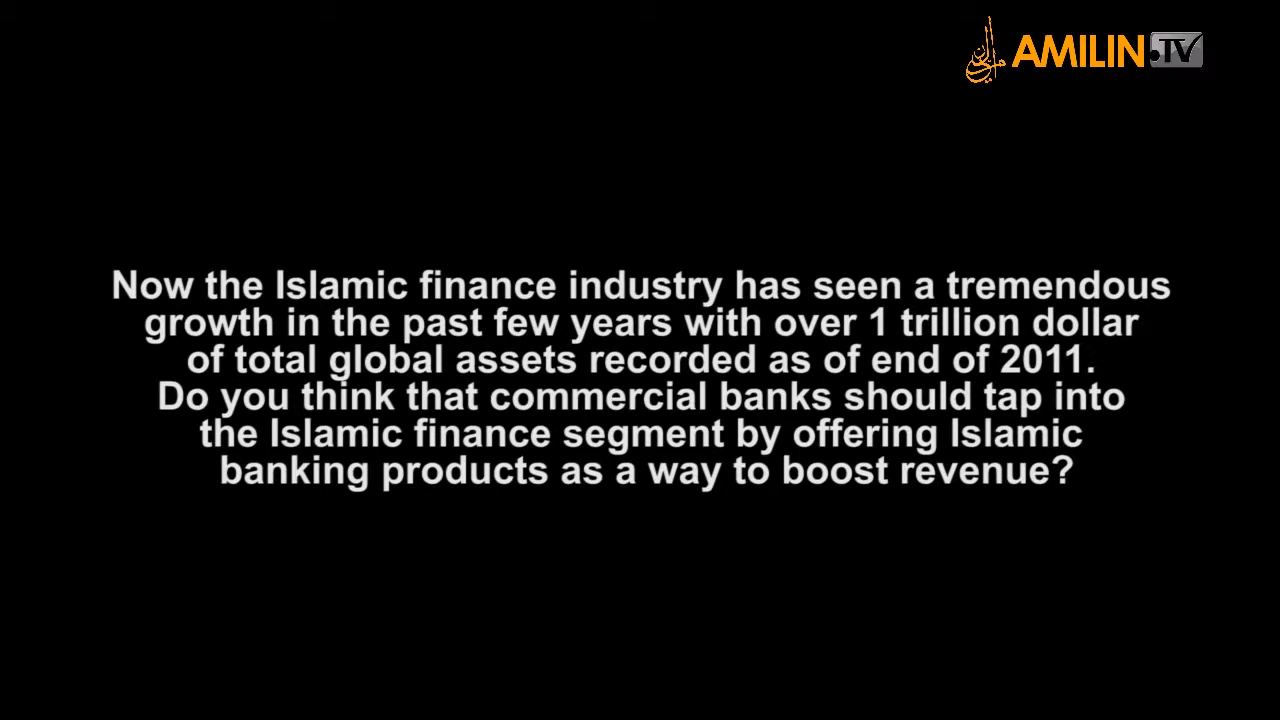 AMILIN.TV
Now the Islamic finance industry has seen a tremendous
growth in the past few years with over 1 trillion dollar
of total global assets recorded as of end of 2011.
Do you think that commercial banks should tap into
the Islamic finance segment by offering Islamic
banking products as a way to boost revenue?